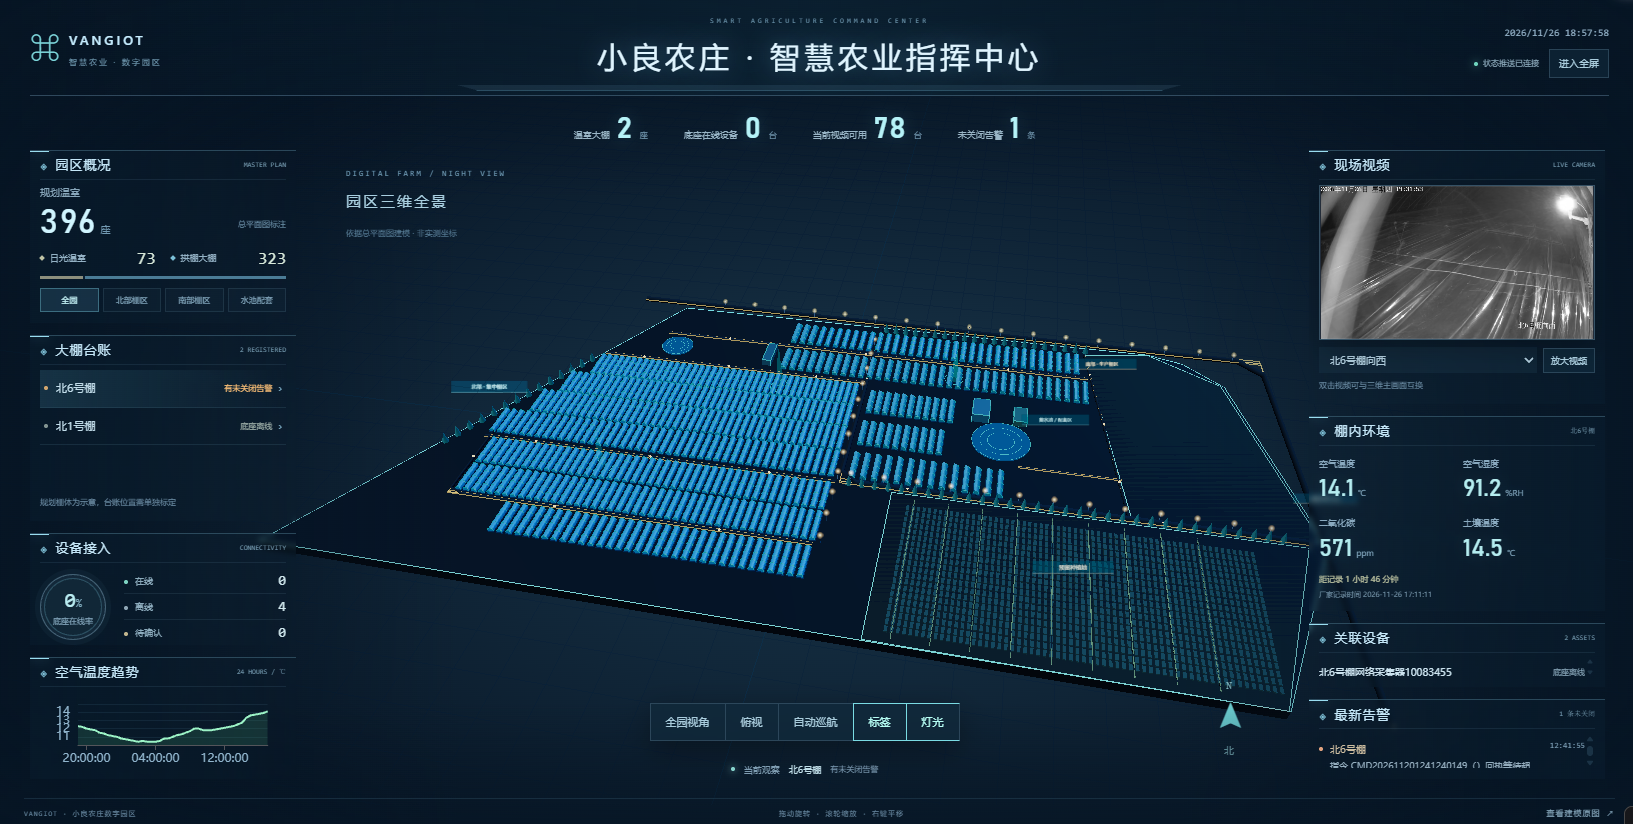 SMART AGRICULTURE COMMAND CENTER
VANGIOT
智慧农业 · 数字园区
小良农庄 · 智慧农业指挥中心
2026/11/26 18:57:58
状态推送已连接
进入全屏
温室大棚 2 座
底座在线设备 0 台
当前视频可用 78 台
未关闭告警 1 条
园区概况 MASTER PLAN
规划温室
396 座 总平面图标注
日光温室 73 拱棚大棚 323
全园 北部棚区 南部棚区 水池配套
大棚台账 2 REGISTERED
北6号棚 有未关闭告警 ›
北1号棚 底座离线 ›
规划棚体为示意，台账位置需单独标定
设备接入 CONNECTIVITY
0%
底座在线率
在线 0
离线 4
待确认 0
空气温度趋势 24 HOURS / ℃
14
13
12
11
20:00:00 04:00:00 12:00:00
DIGITAL FARM / NIGHT VIEW
园区三维全景
依据总平面图建模 · 非实测坐标
N
北
全园视角 俯视 自动巡航 标签 灯光
当前观察 北6号棚 有未关闭告警
现场视频 LIVE CAMERA
北6号棚向西
放大视频
双击视频可与三维主画面互换
棚内环境 北6号棚
空气温度 空气湿度
14.1 ℃ 91.2 %RH
二氧化碳 土壤温度
571 ppm 14.5 ℃
距记录 1 小时 46 分钟
厂家记录时间 2026-11-26 17:11:11
关联设备 2 ASSETS
北6号棚网络采集器10083455 底座离线
最新告警 1 条未关闭
北6号棚 12:41:55
指令 CMD202611201241240149 () 回执等待超
VANGIOT · 小良农庄数字园区
拖动旋转 · 滚轮缩放 · 右键平移
查看建模原图 ↗